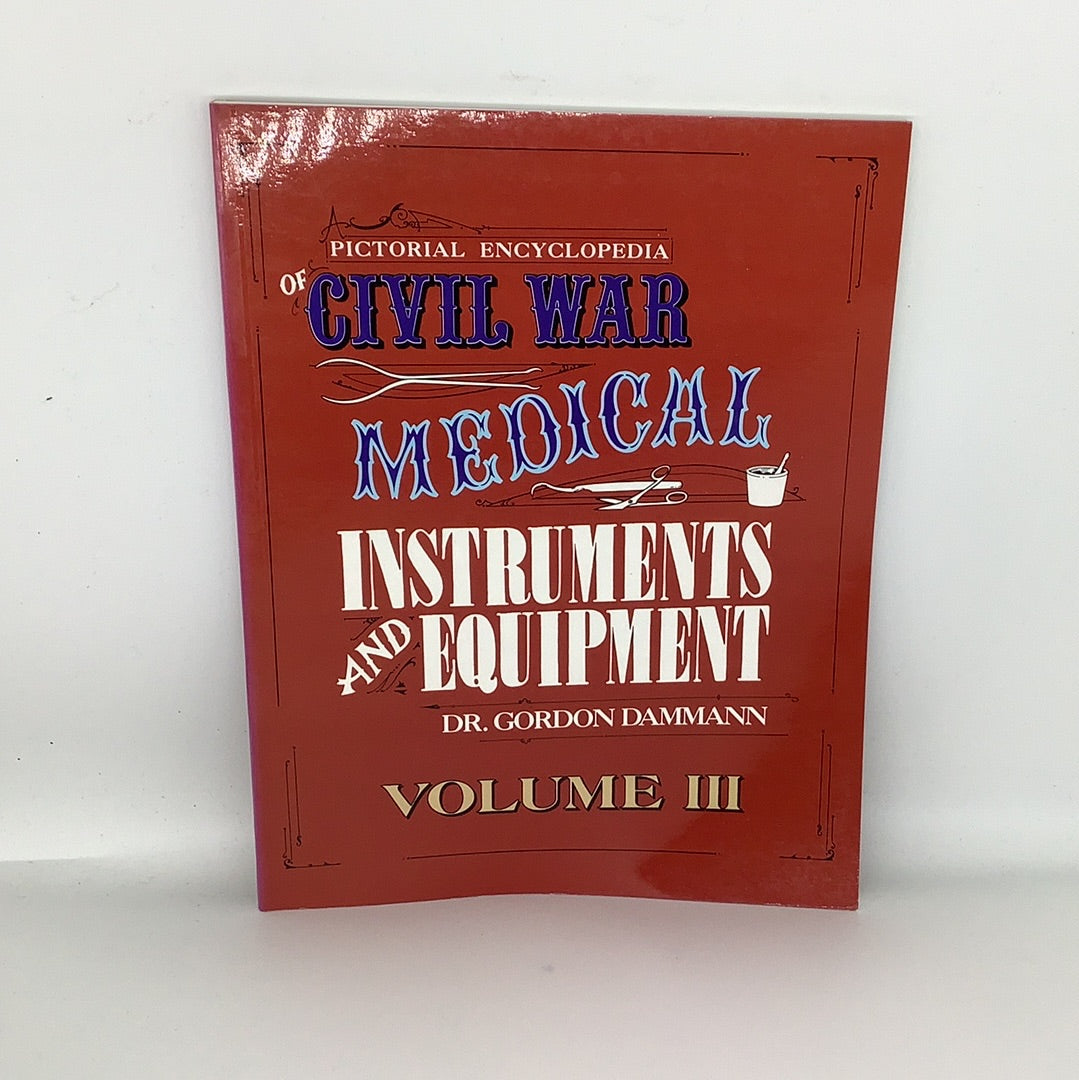 PICTORIAL ENCYCLOPEDIA
OF CIVIL WAR
MEDICAL
INSTRUMENTS
AND EQUIPMENT
DR. GORDON DAMMANN
VOLUME III